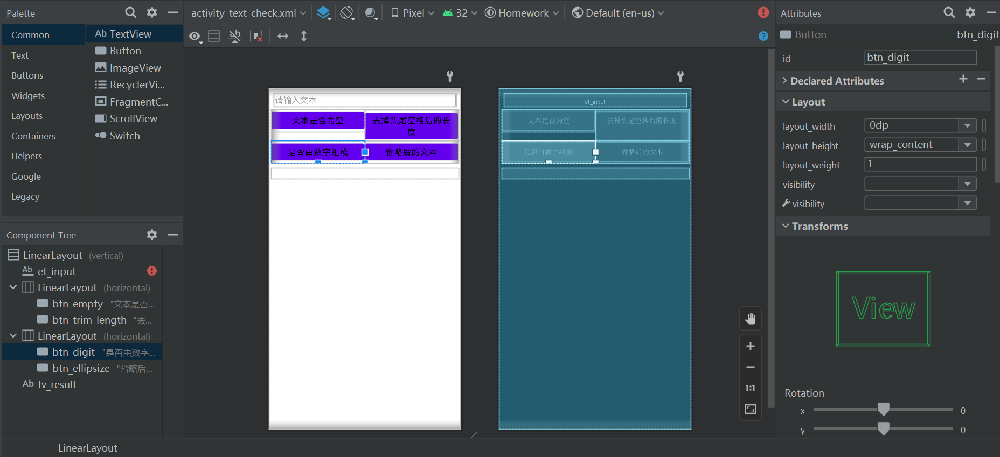 Palette
activity_text_check.xml
Pixel
32
Homework
Default (en-us)
Attributes
Common
Text
Buttons
Widgets
Layouts
Containers
Helpers
Google
Legacy
Ab TextView
Button
ImageView
RecyclerVi...
FragmentC...
ScrollView
Switch
请输入文本
文本是否为空
去掉头尾空格后的长
度
是否由数字组成
省略后的文本
et_input
文本是否为空
去掉头尾空格后的长度
是否由数字组成
省略后的文本
1:1
Component Tree
LinearLayout (vertical)
Ab et_input
LinearLayout (horizontal)
btn_empty "文本是否...
btn_trim_length "去...
LinearLayout (horizontal)
btn_digit "是否由数字...
btn_ellipsize "省略后...
Ab tv_result
LinearLayout
Button
btn_digit
id
btn_digit
Declared Attributes
Layout
layout_width 0dp
layout_height wrap_content
layout_weight 1
visibility
visibility
Transforms
View
Rotation
x 0
y 0